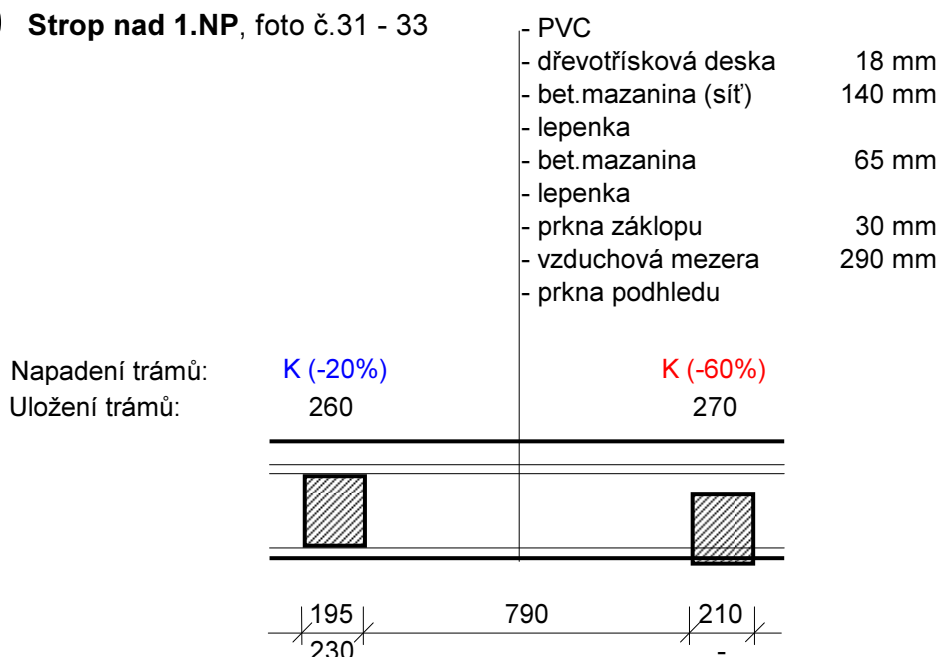 ) Strop nad 1.NP, foto č.31 - 33
- PVC
- dřevotřísková deska 18 mm
- bet.mazanina (síť) 140 mm
- lepenka
- bet.mazanina 65 mm
- lepenka
- prkna záklopu 30 mm
- vzduchová mezera 290 mm
- prkna podhledu
Napadení trámů: K (-20%) K (-60%)
Uložení trámů: 260 270
195 790 210
230 -